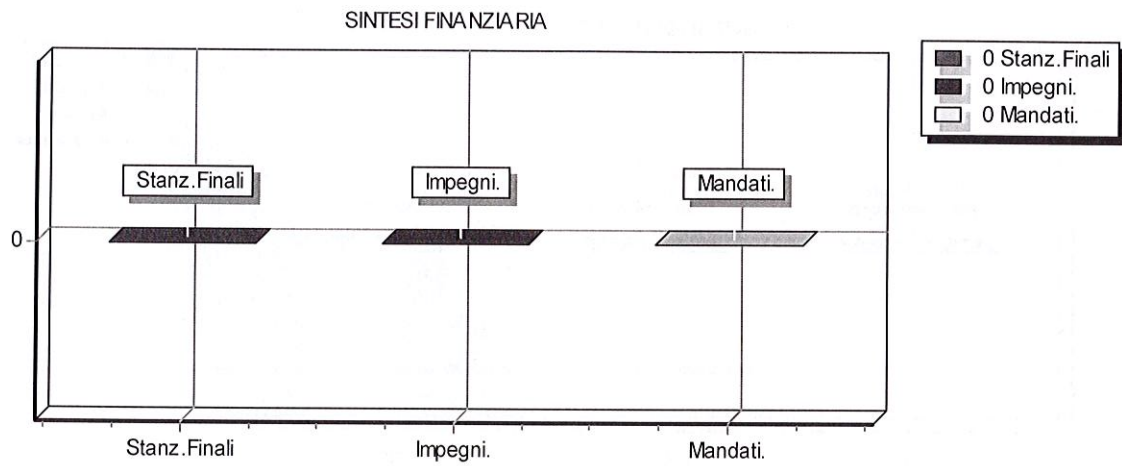 SINTESI FINANZIARIA
0 Stanz.Finali
0 Impegni.
0 Mandati.
Stanz.Finali
Impegni.
Mandati.
0
Stanz.Finali
Impegni.
Mandati.